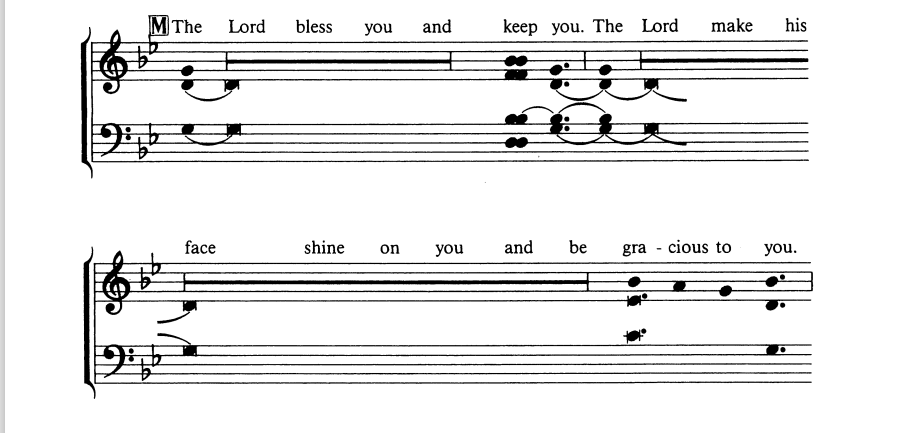 M The Lord bless you and keep you. The Lord make his
face shine on you and be gra - cious to you.